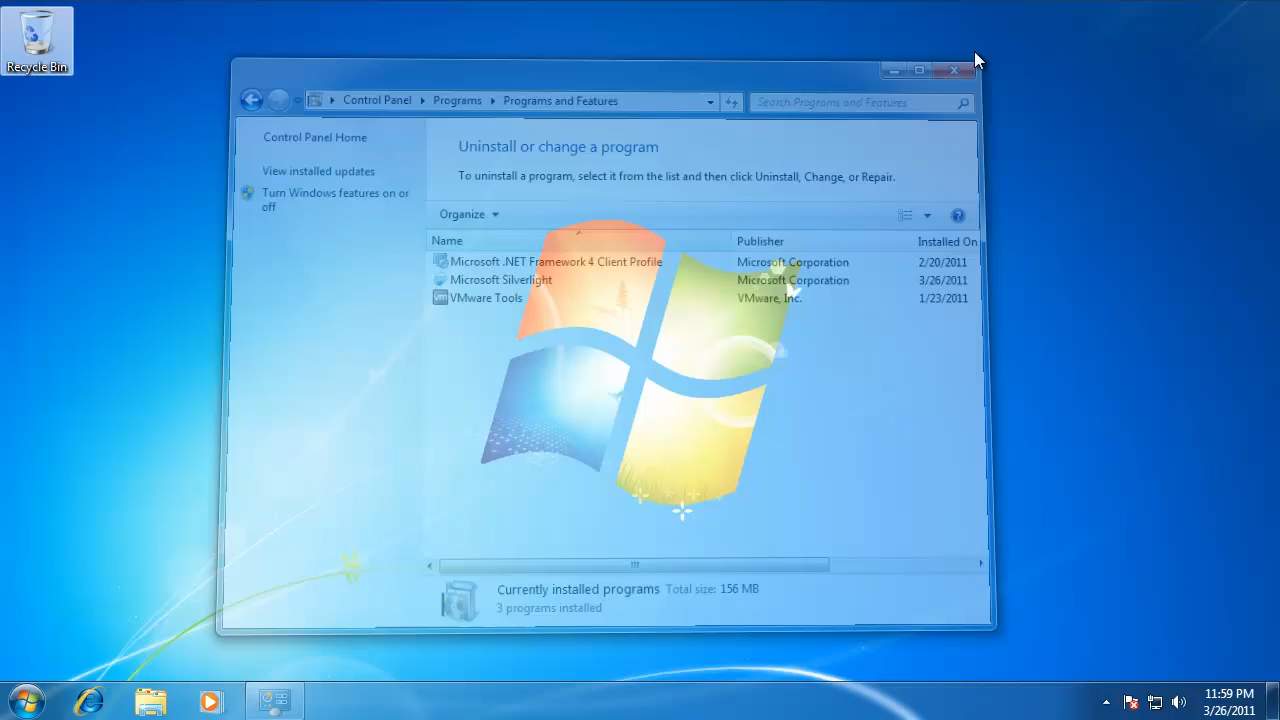 Recycle Bin
Control Panel Programs Programs and Features
Search Programs and Features
Control Panel Home
View installed updates
Turn Windows features on or
off
Uninstall or change a program
To uninstall a program, select it from the list and then click Uninstall, Change, or Repair.
Organize
Name Publisher Installed On
Microsoft .NET Framework 4 Client Profile Microsoft Corporation 2/20/2011
Microsoft Silverlight Microsoft Corporation 3/26/2011
VMware Tools VMware, Inc. 1/23/2011
Currently installed programs Total size: 156 MB
3 programs installed
11:59 PM
3/26/2011